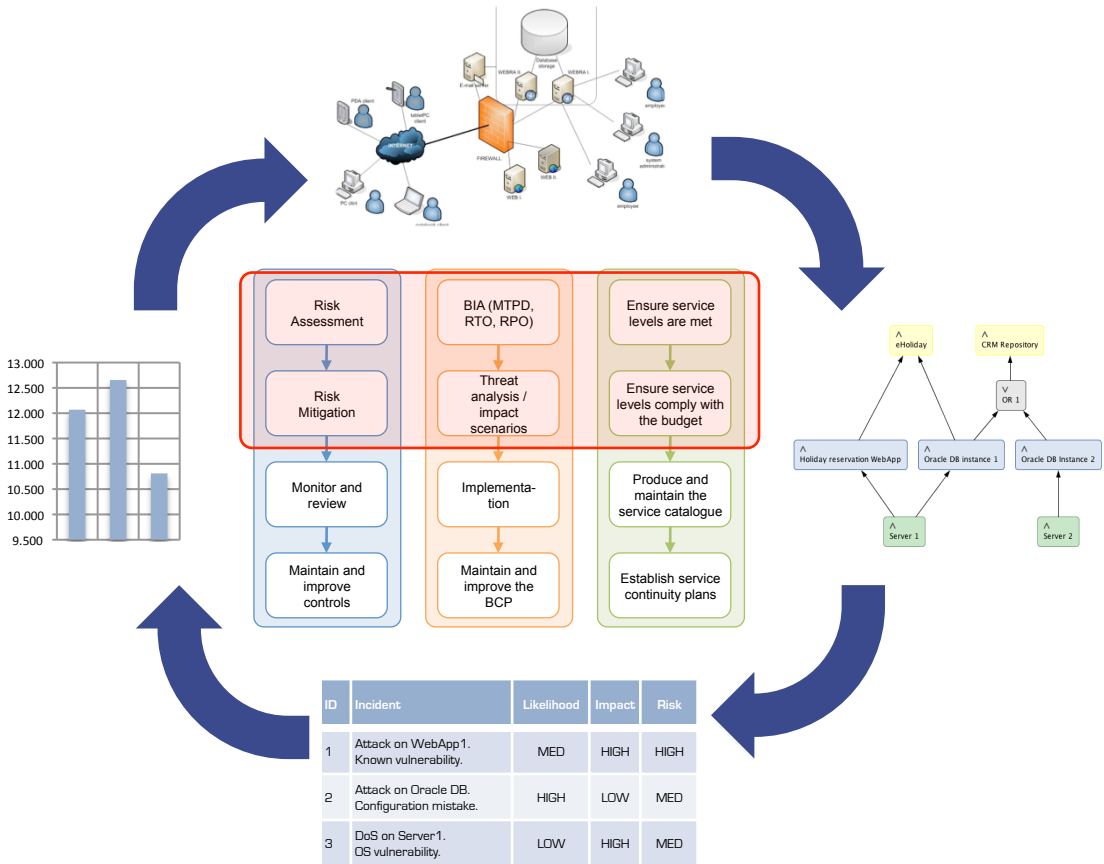 Database
storage
WEBRA II.
WEBRA I.
E-mail server
employee
PDA client
tabletPC
client
INTERNET
FIREWALL
system
administrator
WEB II.
WEB I.
PC client
employee
Risk
Assessment
BIA (MTPD,
RTO, RPO)
Ensure service
levels are met
Risk
Mitigation
Threat
analysis /
impact
scenarios
Ensure service
levels comply with
the budget
Monitor and
review
Implementa-
tion
Produce and
maintain the
service catalogue
Maintain and
improve
controls
Maintain and
improve the
BCP
Establish service
continuity plans
13.000
12.500
12.000
11.500
11.000
10.500
10.000
9.500
eHoliday
CRM Repository
OR 1
Holiday reservation WebApp
Oracle DB instance 1
Oracle DB Instance 2
Server 1
Server 2
ID Incident Likelihood Impact Risk
1 Attack on WebApp1. MED HIGH HIGH
Known vulnerability.
2 Attack on Oracle DB. HIGH LOW MED
Configuration mistake.
3 DoS on Server1. LOW HIGH MED
OS vulnerability.